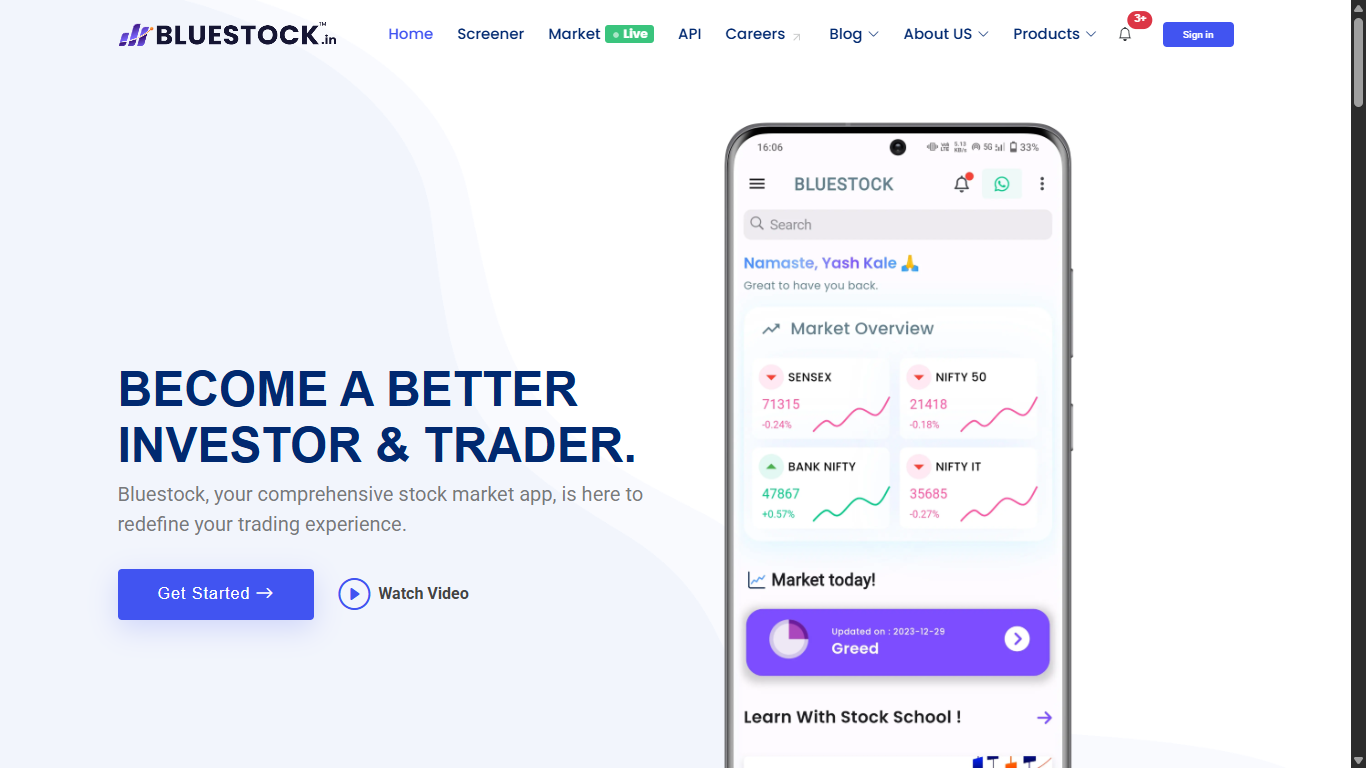 BLUESTOCK™.in
Home Screener Market Live API Careers Blog About US Products 3+ Sign in
BECOME A BETTER
INVESTOR & TRADER.
Bluestock, your comprehensive stock market app, is here to
redefine your trading experience.
Get Started →
Watch Video
16:06 5G 33%
BLUESTOCK
Search
Namaste, Yash Kale 🙏
Great to have you back.
Market Overview
SENSEX
71315
-0.24%
NIFTY 50
21418
-0.18%
BANK NIFTY
47867
+0.57%
NIFTY IT
35685
-0.27%
Market today!
Updated on : 2023-12-29
Greed
Learn With Stock School !